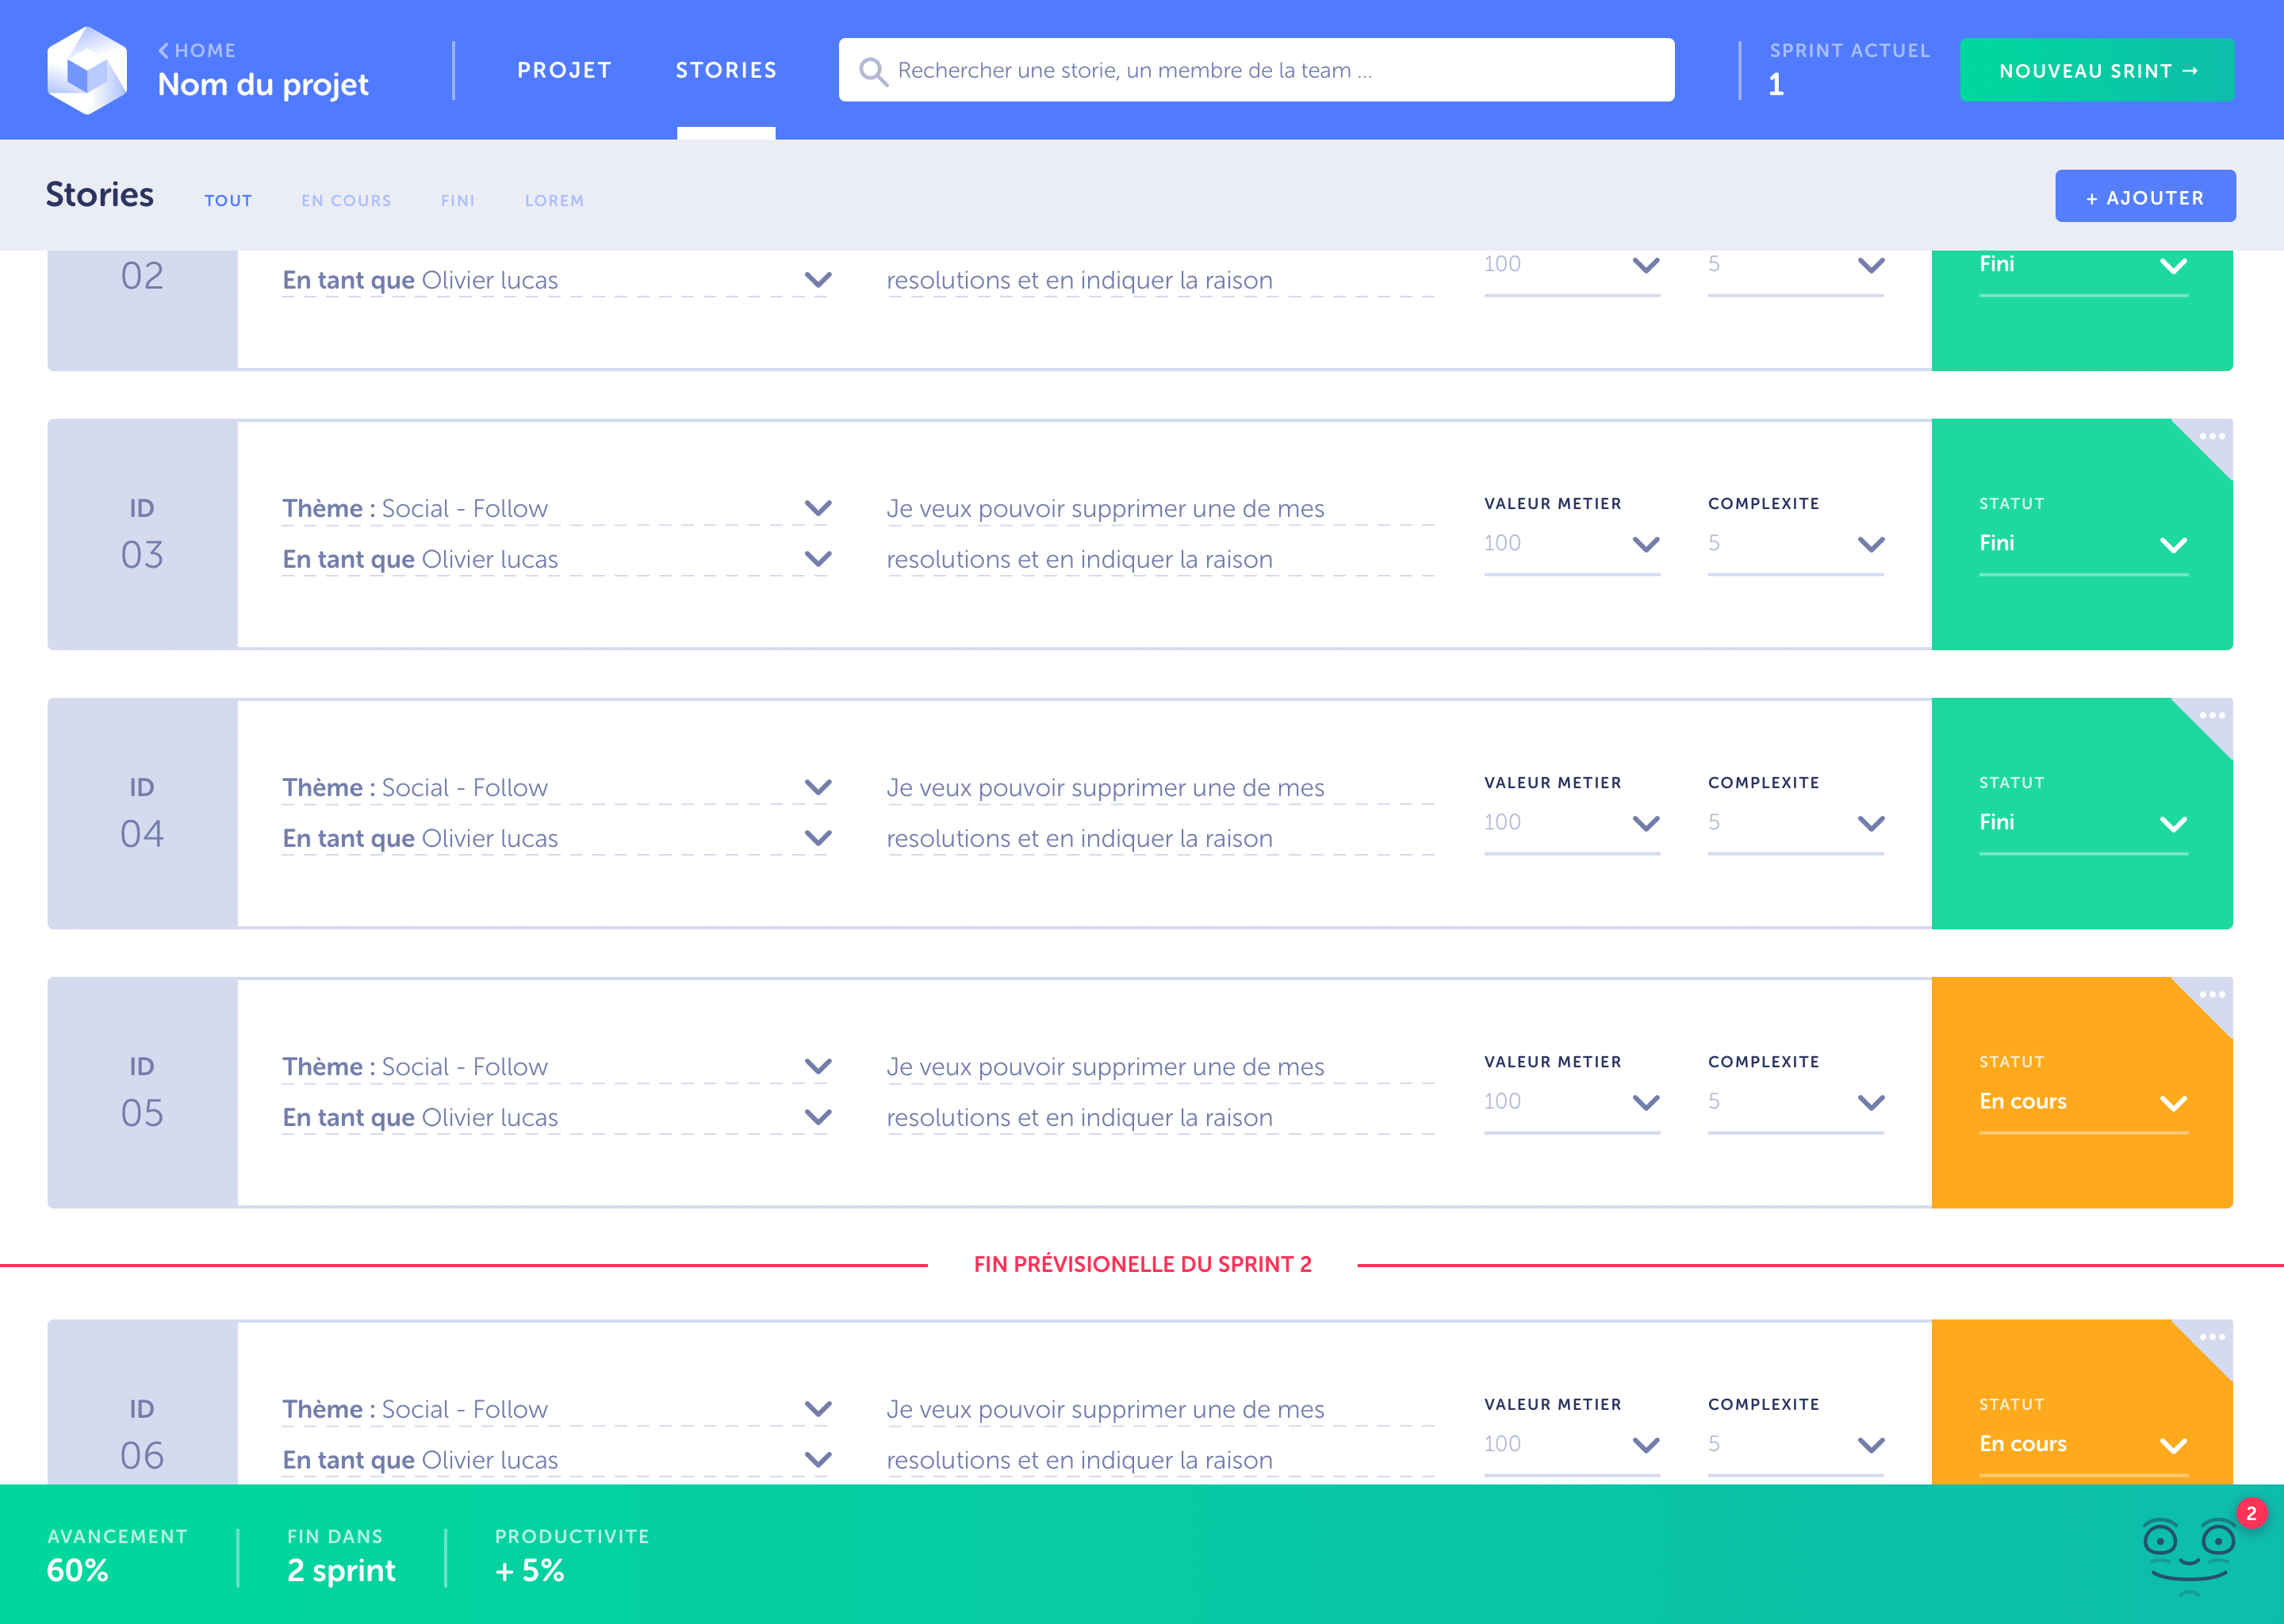 HOME
Nom du projet
PROJET
STORIES
Rechercher une storie, un membre de la team ...
SPRINT ACTUEL
1
NOUVEAU SRINT →
Stories
TOUT
EN COURS
FINI
LOREM
+ AJOUTER
02
En tant que Olivier lucas
resolutions et en indiquer la raison
100
5
Fini
ID
03
Thème : Social - Follow
En tant que Olivier lucas
Je veux pouvoir supprimer une de mes
resolutions et en indiquer la raison
VALEUR METIER
100
COMPLEXITE
5
STATUT
Fini
ID
04
Thème : Social - Follow
En tant que Olivier lucas
Je veux pouvoir supprimer une de mes
resolutions et en indiquer la raison
VALEUR METIER
100
COMPLEXITE
5
STATUT
Fini
ID
05
Thème : Social - Follow
En tant que Olivier lucas
Je veux pouvoir supprimer une de mes
resolutions et en indiquer la raison
VALEUR METIER
100
COMPLEXITE
5
STATUT
En cours
FIN PRÉVISIONELLE DU SPRINT 2
ID
06
Thème : Social - Follow
En tant que Olivier lucas
Je veux pouvoir supprimer une de mes
resolutions et en indiquer la raison
VALEUR METIER
100
COMPLEXITE
5
STATUT
En cours
AVANCEMENT
60%
FIN DANS
2 sprint
PRODUCTIVITE
+ 5%
2